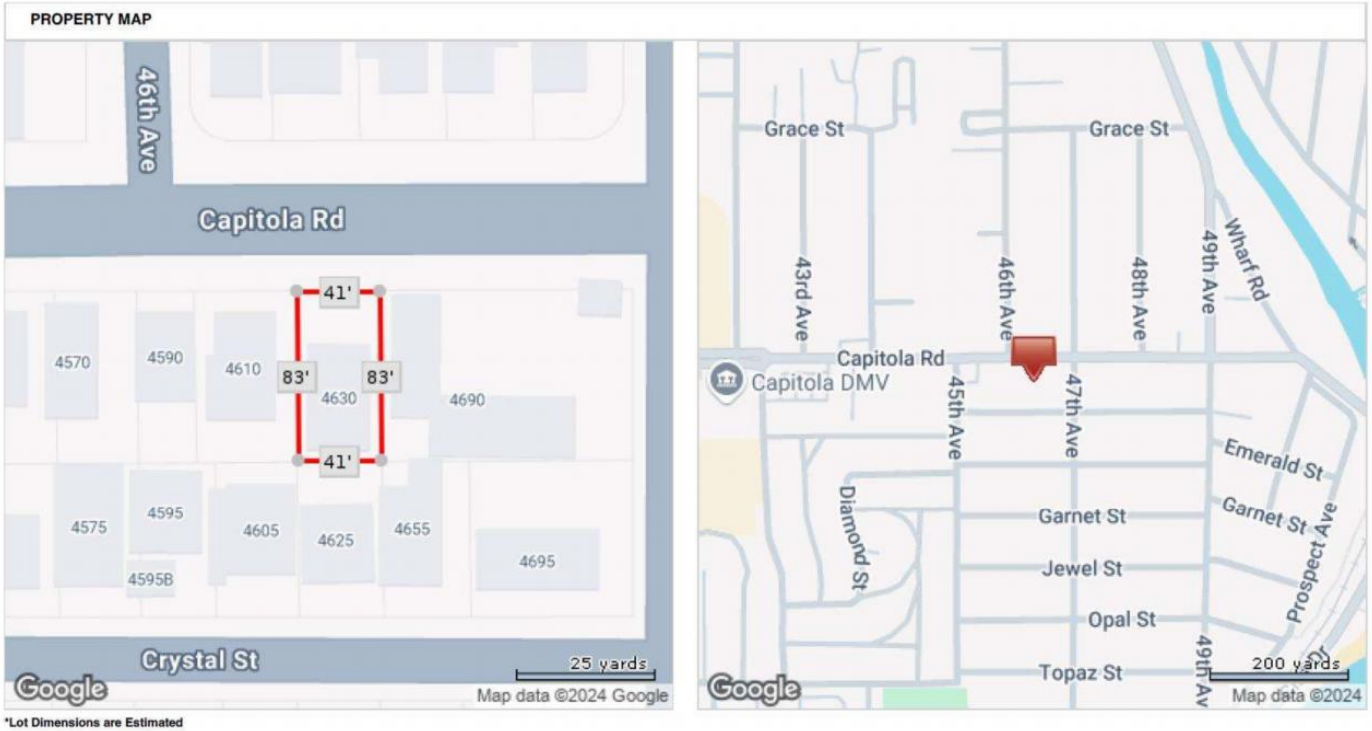 PROPERTY MAP
46th Ave
Capitola Rd
41'
4570
4590
4610
83'
83'
4630
4690
41'
4575
4595
4605
4625
4655
4695
4595B
Crystal St
25 yards
Google
Map data ©2024 Google
Grace St
Grace St
43rd Ave
46th Ave
48th Ave
49th Ave
Wharf Rd
Capitola Rd
Capitola DMV
45th Ave
47th Ave
Emerald St
Diamond St
Garnet St
Garnet St
Prospect Ave
Jewel St
Opal St
49th Av
Dr
200 yards
Topaz St
Google
Map data ©2024
*Lot Dimensions are Estimated